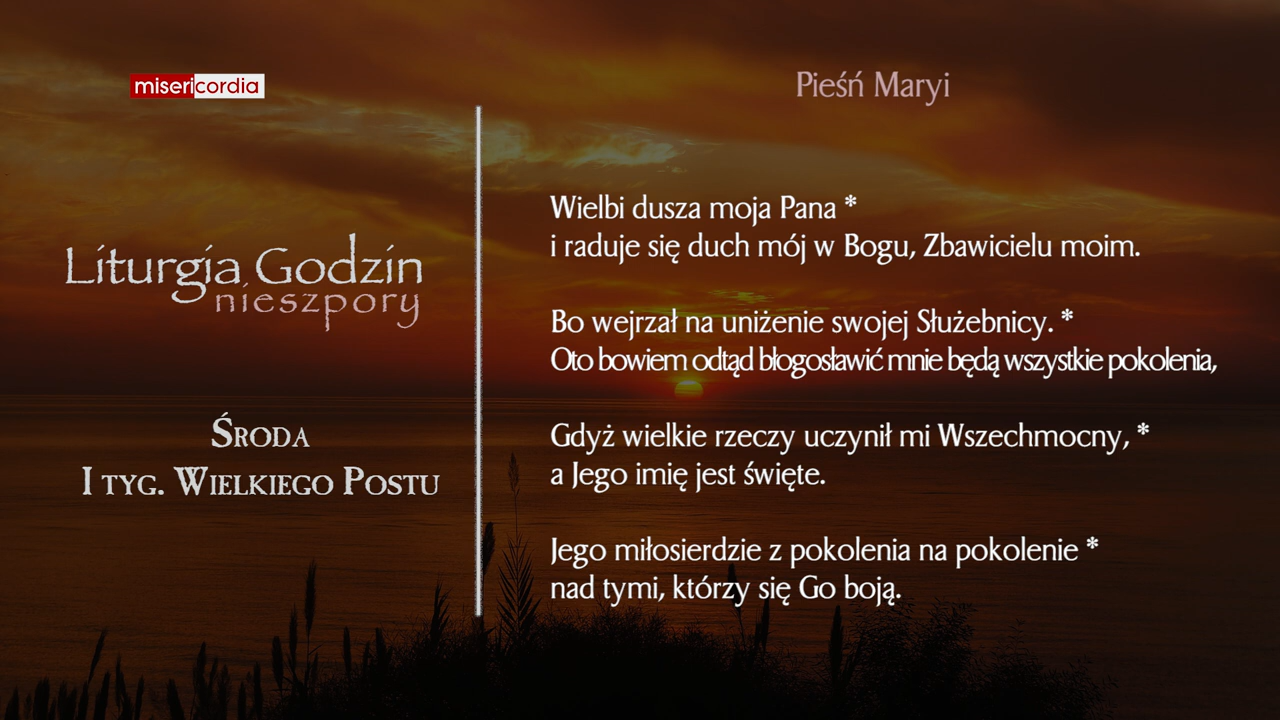 misericordia
Liturgia Godzin
nieszpory
Środa
I tyg. Wielkiego Postu
Pieśń Maryi
Wielbi dusza moja Pana *
i raduje się duch mój w Bogu, Zbawicielu moim.
Bo wejrzał na uniżenie swojej Służebnicy. *
Oto bowiem odtąd błogosławić mnie będą wszystkie pokolenia,
Gdyż wielkie rzeczy uczynił mi Wszechmocny, *
a Jego imię jest święte.
Jego miłosierdzie z pokolenia na pokolenie *
nad tymi, którzy się Go boją.